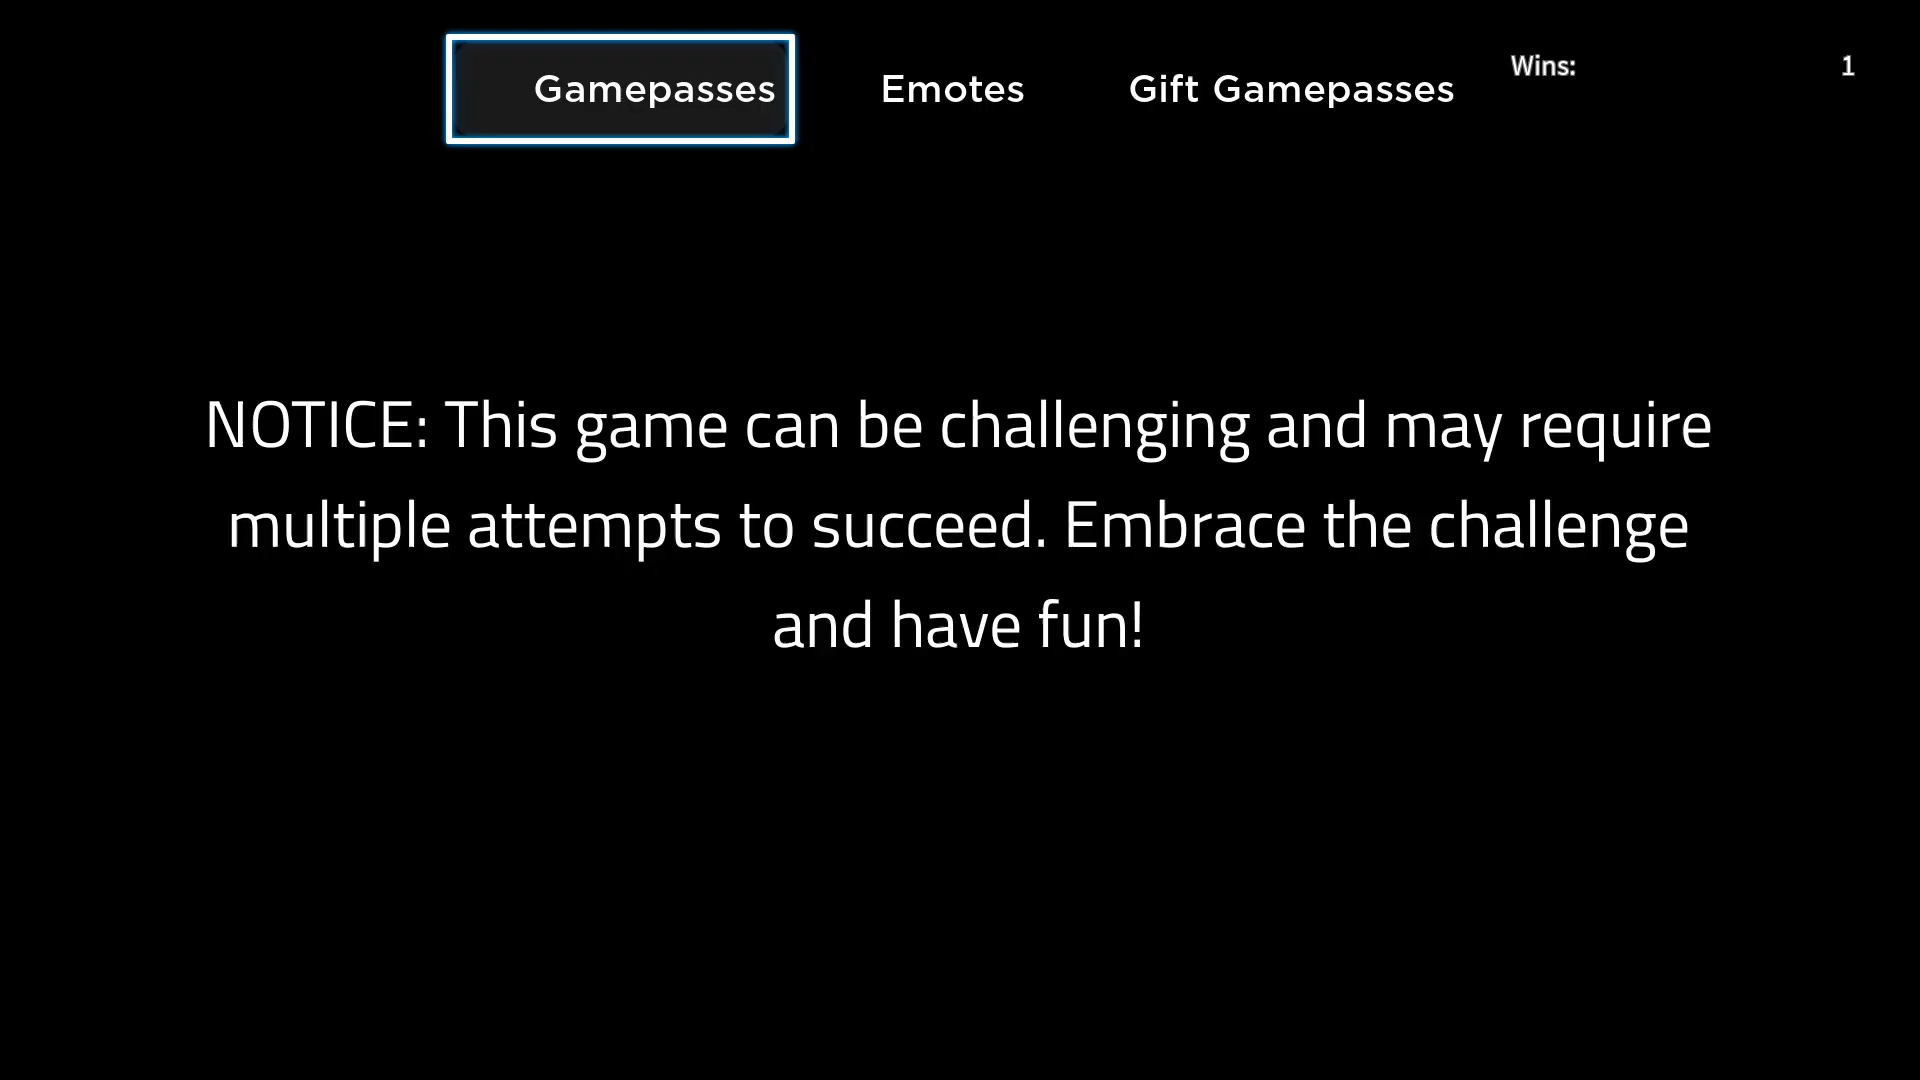 Gamepasses Emotes Gift Gamepasses Wins: 1
NOTICE: This game can be challenging and may require
multiple attempts to succeed. Embrace the challenge
and have fun!